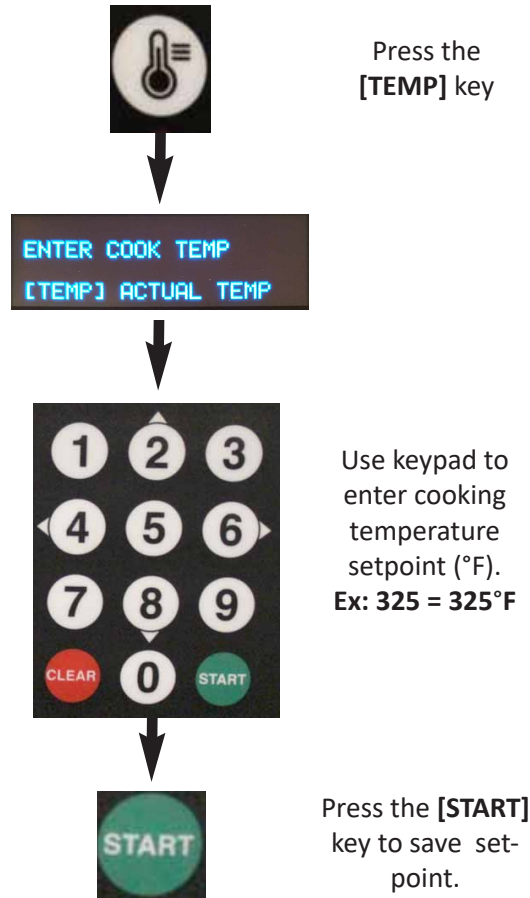 Press the
[TEMP] key
ENTER COOK TEMP
[TEMP] ACTUAL TEMP
1 2 3
4 5 6
7 8 9
CLEAR 0 START
Use keypad to
enter cooking
temperature
setpoint (°F).
Ex: 325 = 325°F
START
Press the [START]
key to save set-
point.